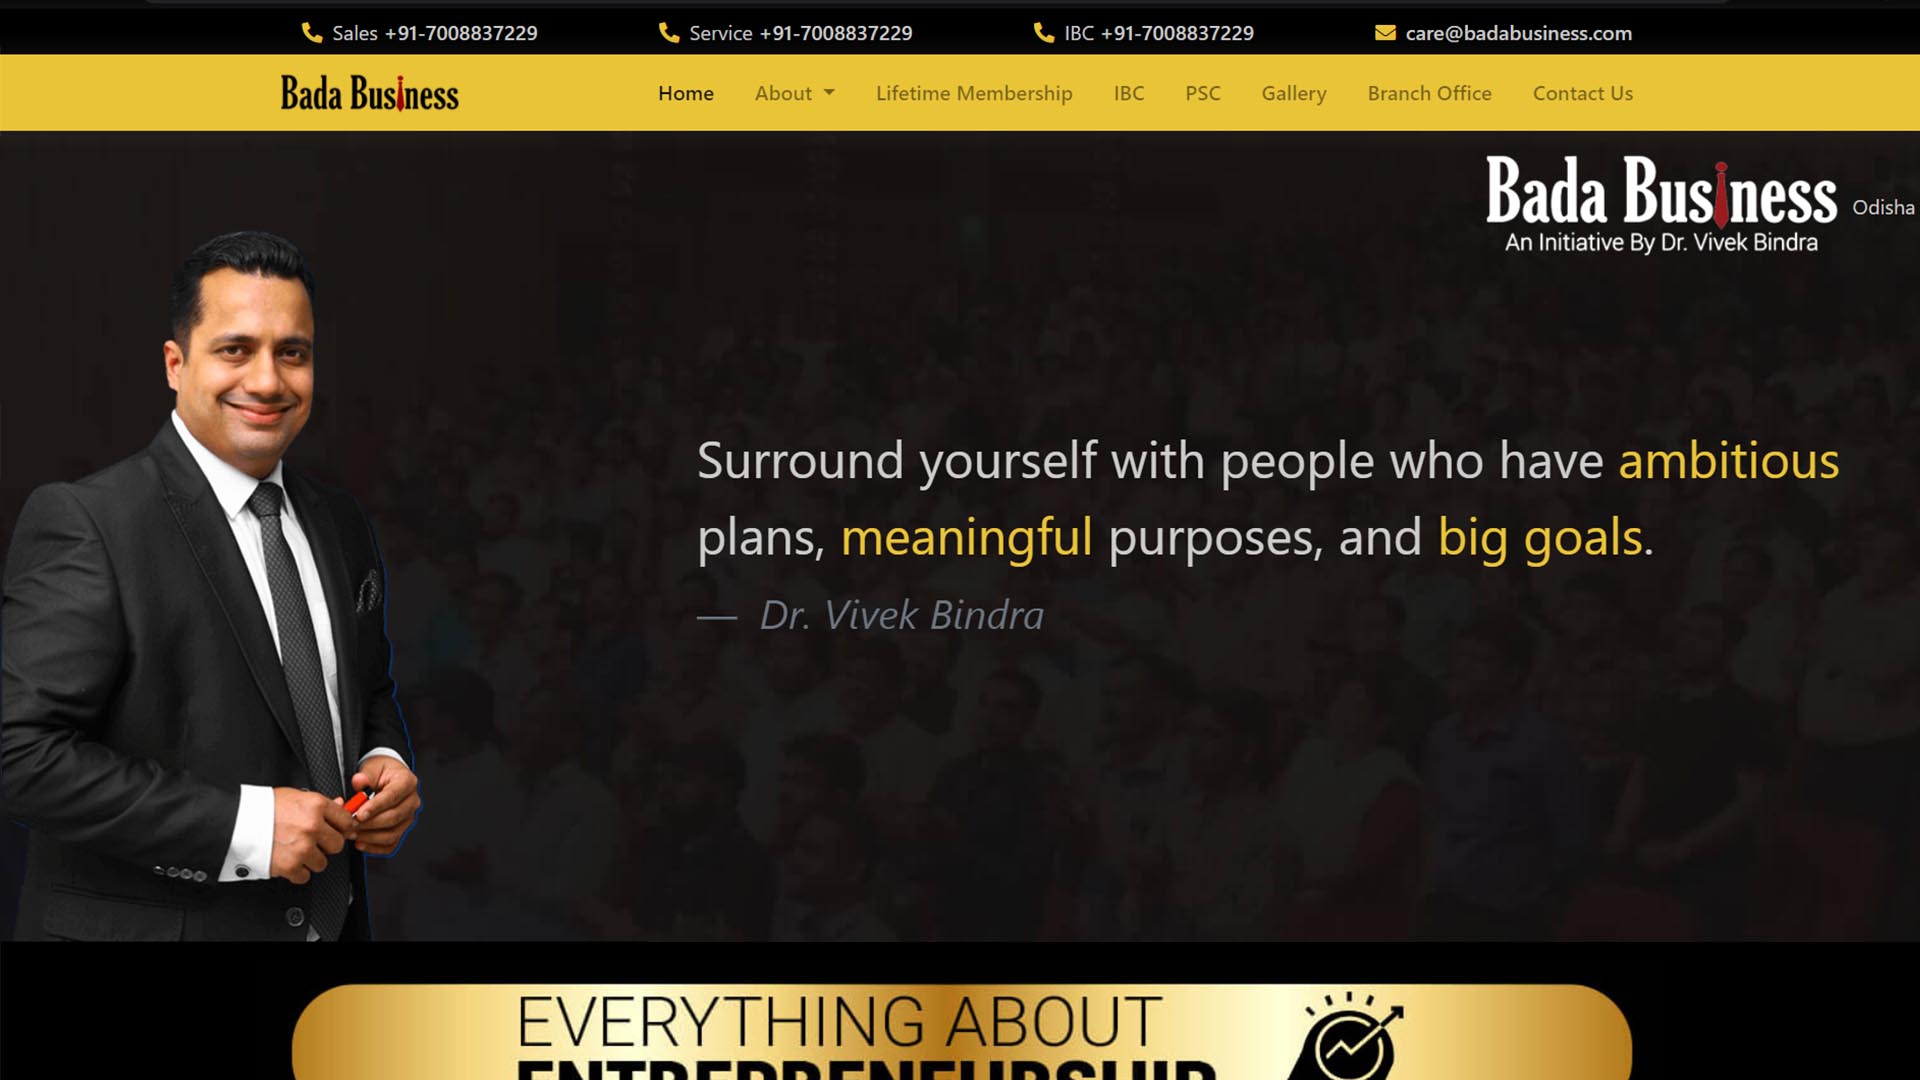 Sales +91-7008837229
Service +91-7008837229
IBC +91-7008837229
care@badabusiness.com
Bada Business
Home
About
Lifetime Membership
IBC
PSC
Gallery
Branch Office
Contact Us
Bada Business
Odisha
An Initiative By Dr. Vivek Bindra
Surround yourself with people who have ambitious
plans, meaningful purposes, and big goals.
— Dr. Vivek Bindra
EVERYTHING ABOUT
ENTREPRENEURSHIP